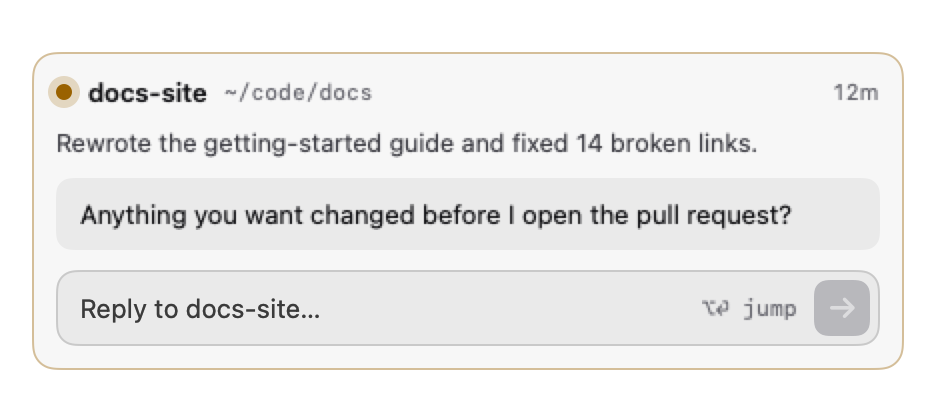 docs-site ~/code/docs 12m
Rewrote the getting-started guide and fixed 14 broken links.
Anything you want changed before I open the pull request?
Reply to docs-site... ⌥⏎ jump